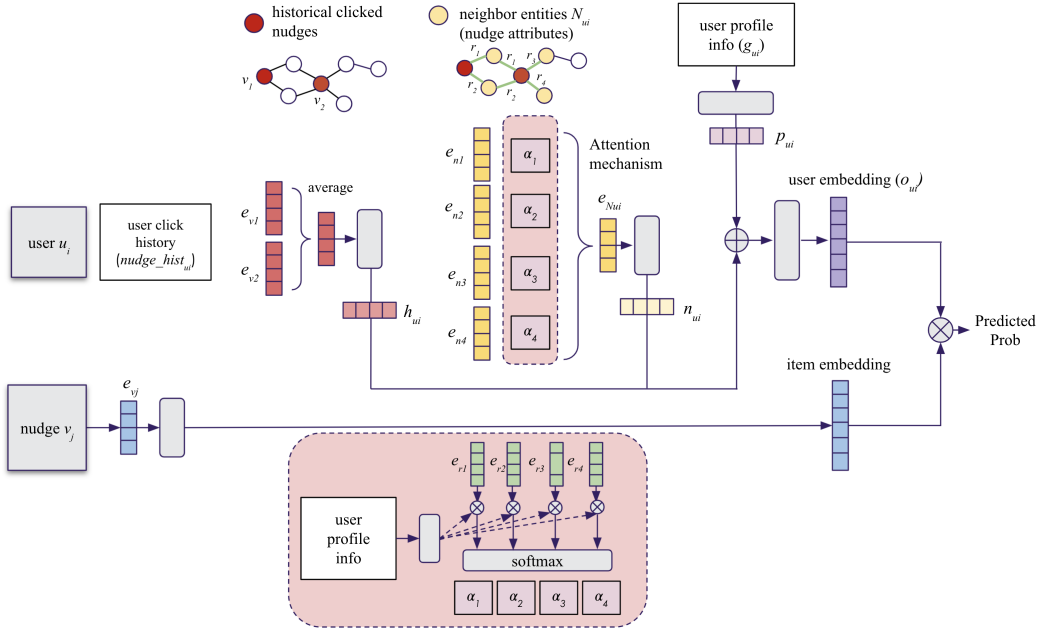 historical clicked
nudges
neighbor entities N_ui
(nudge attributes)
user profile
info (g_ui)
v_1
v_2
r_1
r_1
r_3
r_2
r_2
r_4
p_ui
Attention
mechanism
e_n1
α_1
e_n2
α_2
e_n3
α_3
e_n4
α_4
average
e_v1
e_v2
e_Nui
user embedding (o_ui)
user u_i
user click
history
(nudge_hist_ui)
h_ui
n_ui
Predicted
Prob
item embedding
nudge v_j
e_vj
e_r1
e_r2
e_r3
e_r4
user
profile
info
softmax
α_1
α_2
α_3
α_4